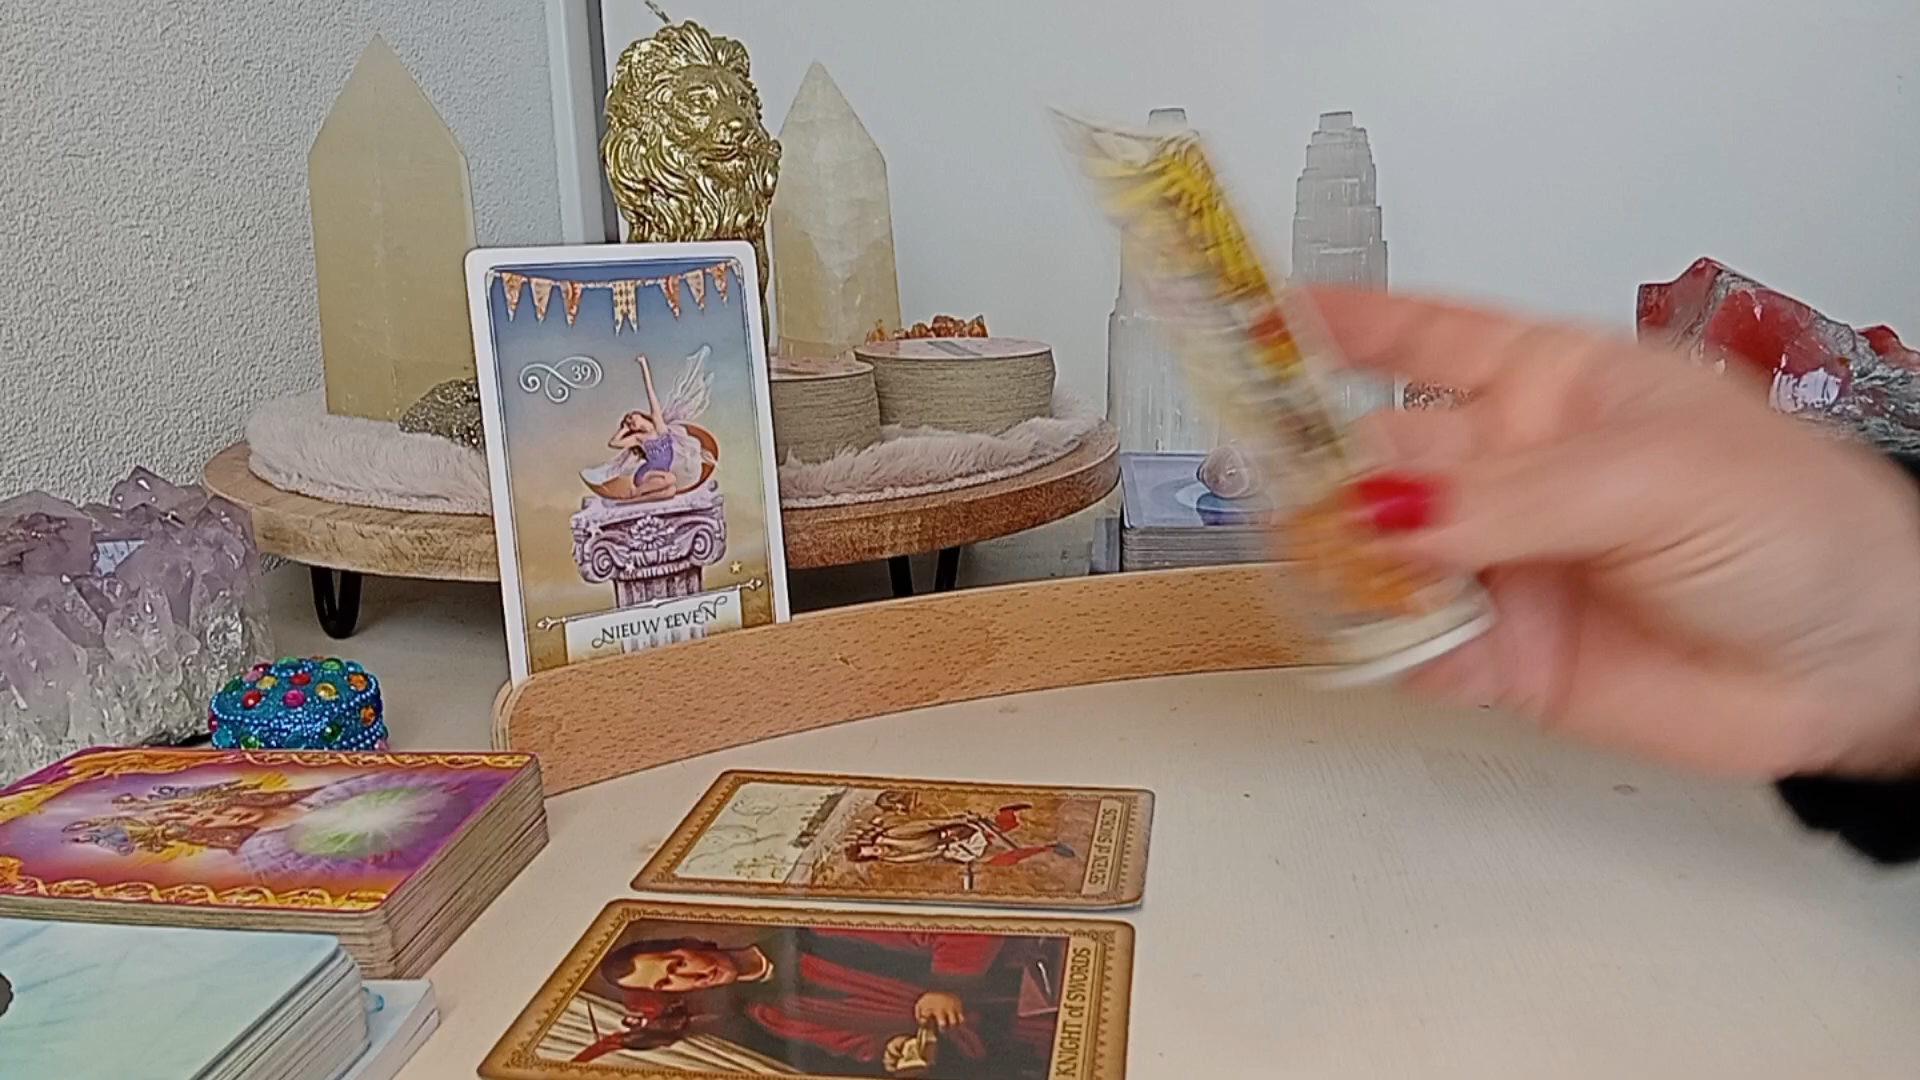 39
NIEUW LEVEN
SEVEN of SWORDS
KNIGHT of SWORDS